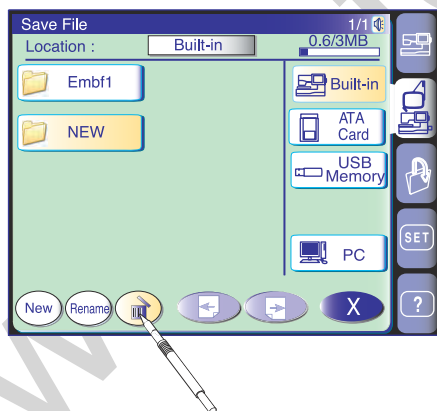 Save File
1/1
Location :
Built-in
0.6/3MB
Embf1
NEW
Built-in
ATA
Card
USB
Memory
PC
New
Rename
X
SET
?